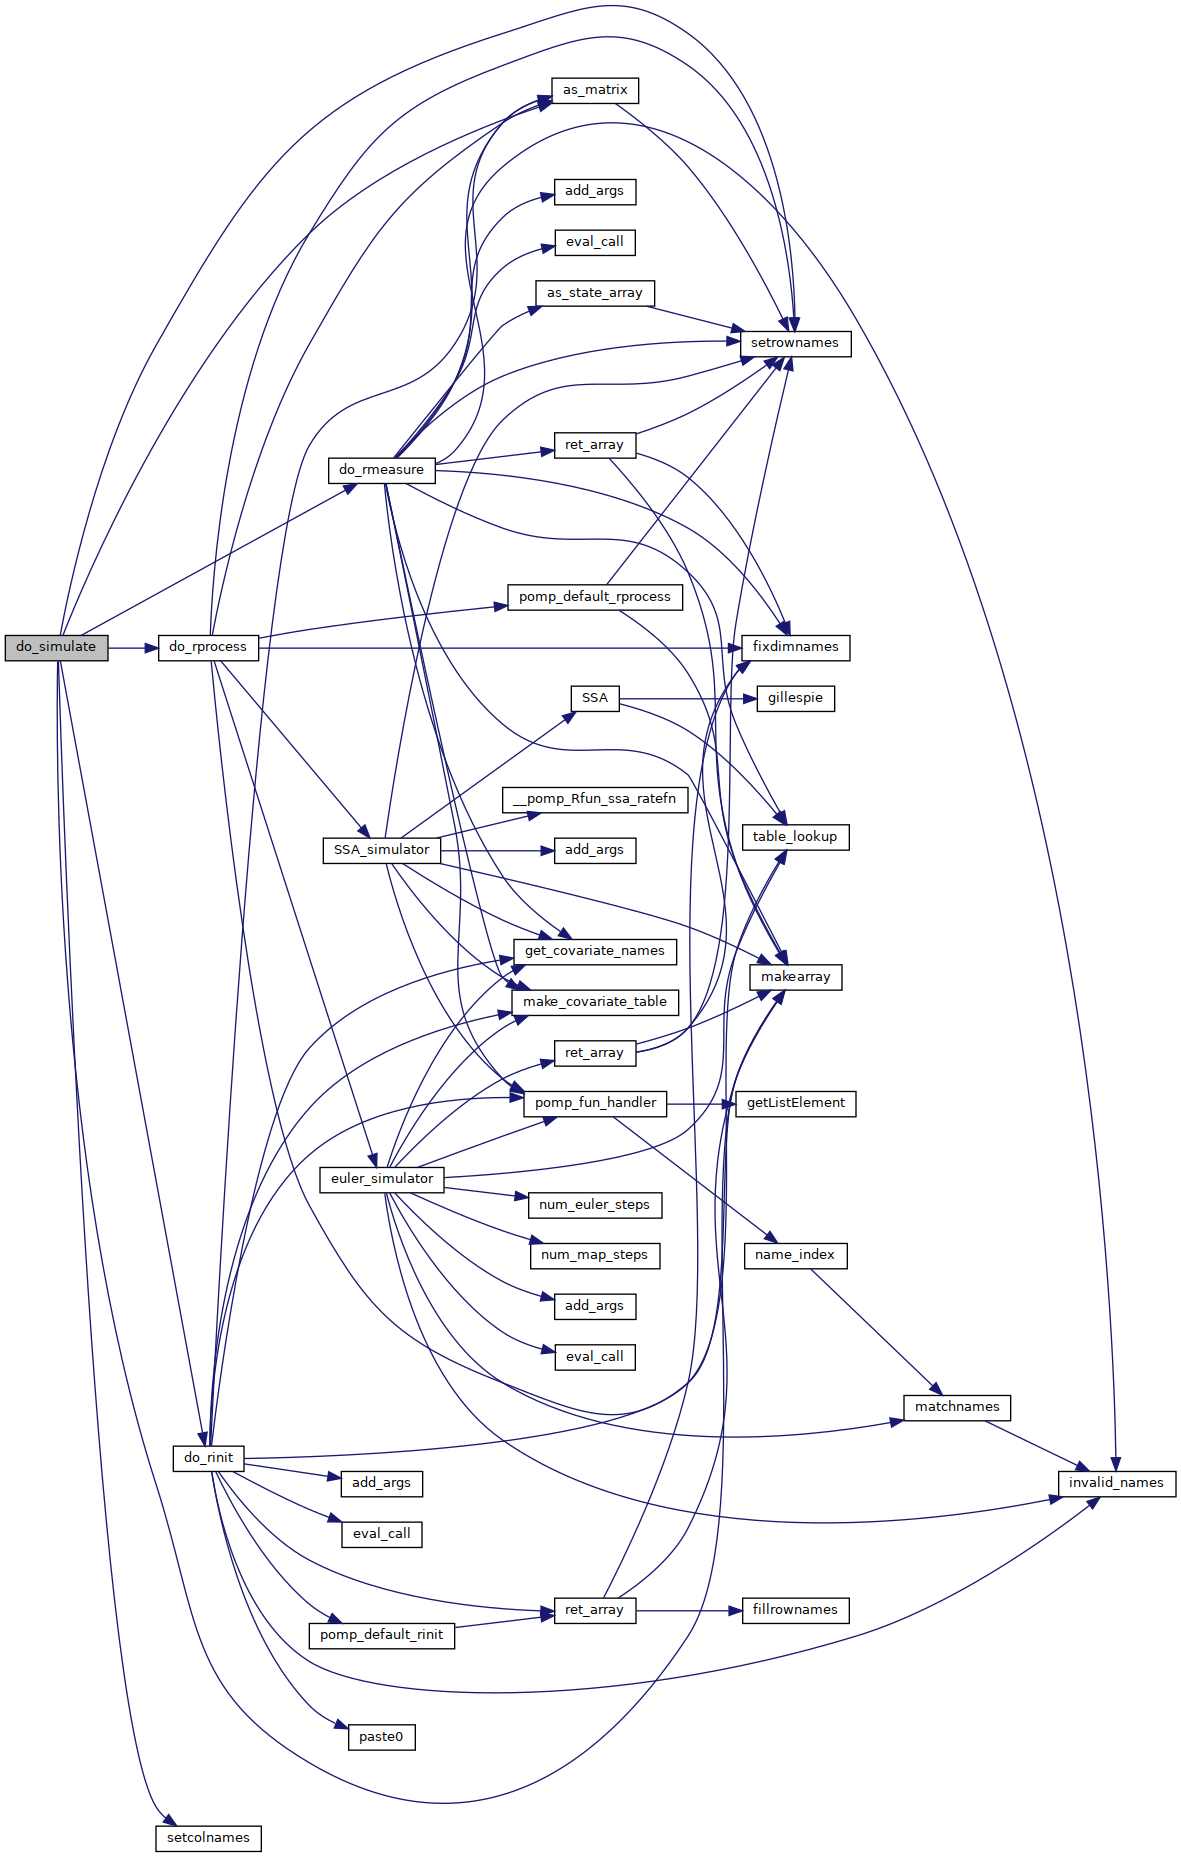 as_matrix
add_args
eval_call
as_state_array
setrownames
ret_array
do_rmeasure
pomp_default_rprocess
do_simulate
do_rprocess
fixdimnames
SSA
gillespie
__pomp_Rfun_ssa_ratefn
table_lookup
SSA_simulator
add_args
get_covariate_names
makearray
make_covariate_table
ret_array
pomp_fun_handler
getListElement
euler_simulator
num_euler_steps
num_map_steps
name_index
add_args
eval_call
matchnames
do_rinit
add_args
invalid_names
eval_call
ret_array
fillrownames
pomp_default_rinit
paste0
setcolnames